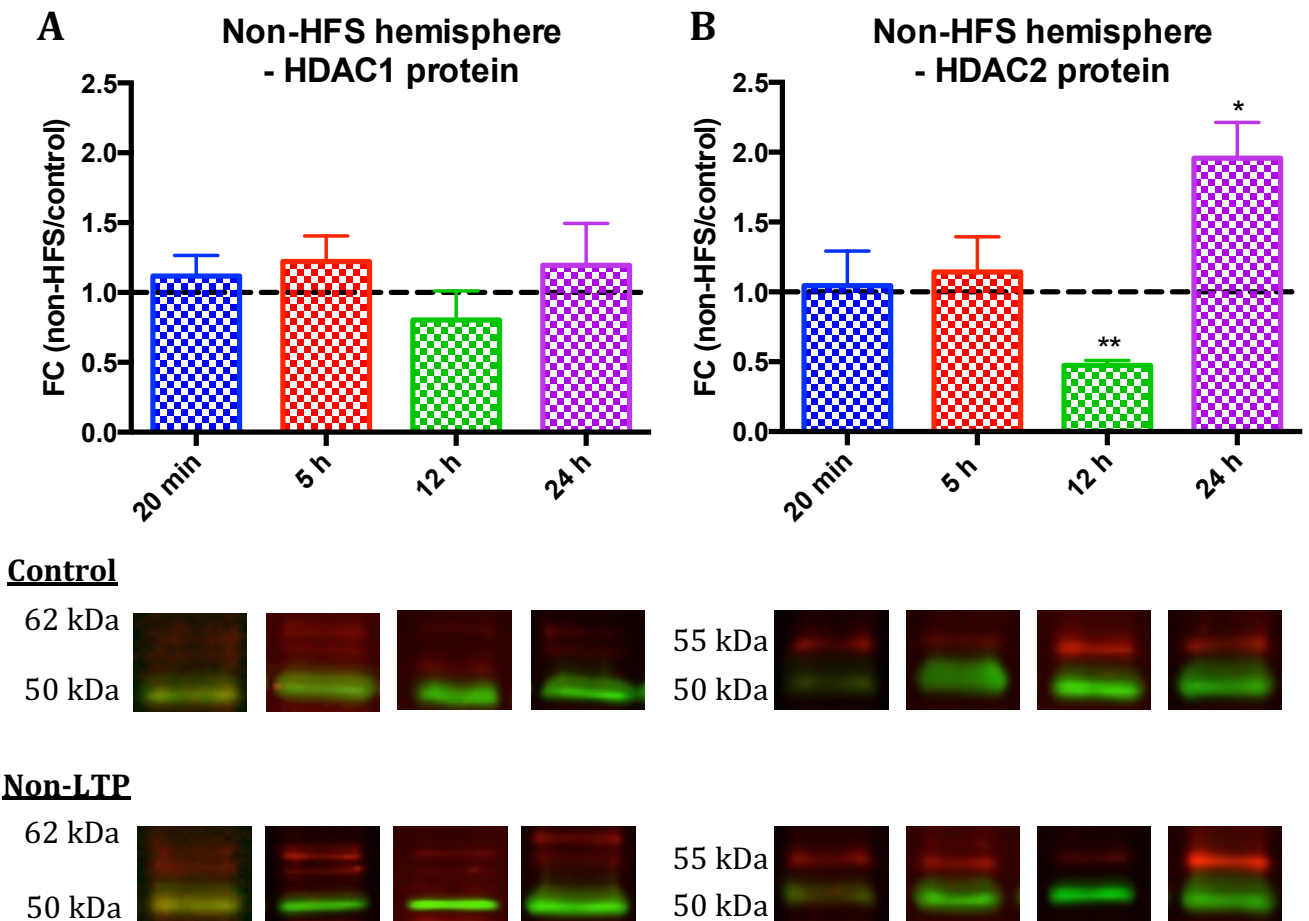 A
Non-HFS hemisphere
- HDAC1 protein
FC (non-HFS/control)
2.5
2.0
1.5
1.0
0.5
0.0
20 min
5 h
12 h
24 h
B
Non-HFS hemisphere
- HDAC2 protein
FC (non-HFS/control)
2.5
2.0
1.5
1.0
0.5
0.0
*
**
20 min
5 h
12 h
24 h
Control
62 kDa
50 kDa
55 kDa
50 kDa
Non-LTP
62 kDa
50 kDa
55 kDa
50 kDa